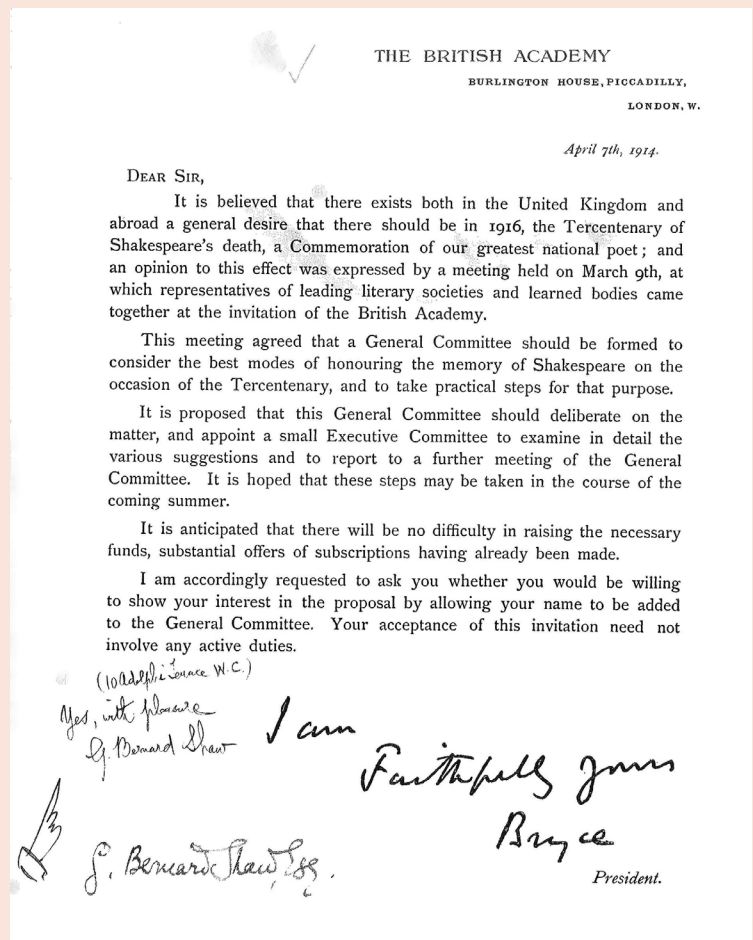 THE BRITISH ACADEMY
BURLINGTON HOUSE, PICCADILLY,
LONDON, W.
April 7th, 1914.
DEAR SIR,
It is believed that there exists both in the United Kingdom and
abroad a general desire that there should be in 1916, the Tercentenary of
Shakespeare's death, a Commemoration of our greatest national poet; and
an opinion to this effect was expressed by a meeting held on March 9th, at
which representatives of leading literary societies and learned bodies came
together at the invitation of the British Academy.
This meeting agreed that a General Committee should be formed to
consider the best modes of honouring the memory of Shakespeare on the
occasion of the Tercentenary, and to take practical steps for that purpose.
It is proposed that this General Committee should deliberate on the
matter, and appoint a small Executive Committee to examine in detail the
various suggestions and to report to a further meeting of the General
Committee. It is hoped that these steps may be taken in the course of the
coming summer.
It is anticipated that there will be no difficulty in raising the necessary
funds, substantial offers of subscriptions having already been made.
I am accordingly requested to ask you whether you would be willing
to show your interest in the proposal by allowing your name to be added
to the General Committee. Your acceptance of this invitation need not
involve any active duties.
(10 Adelphi Terrace W.C.)
Yes, with pleasure
G. Bernard Shaw
I am
Faithfully yours
Bryce
President.
G. Bernard Shaw, Esq.